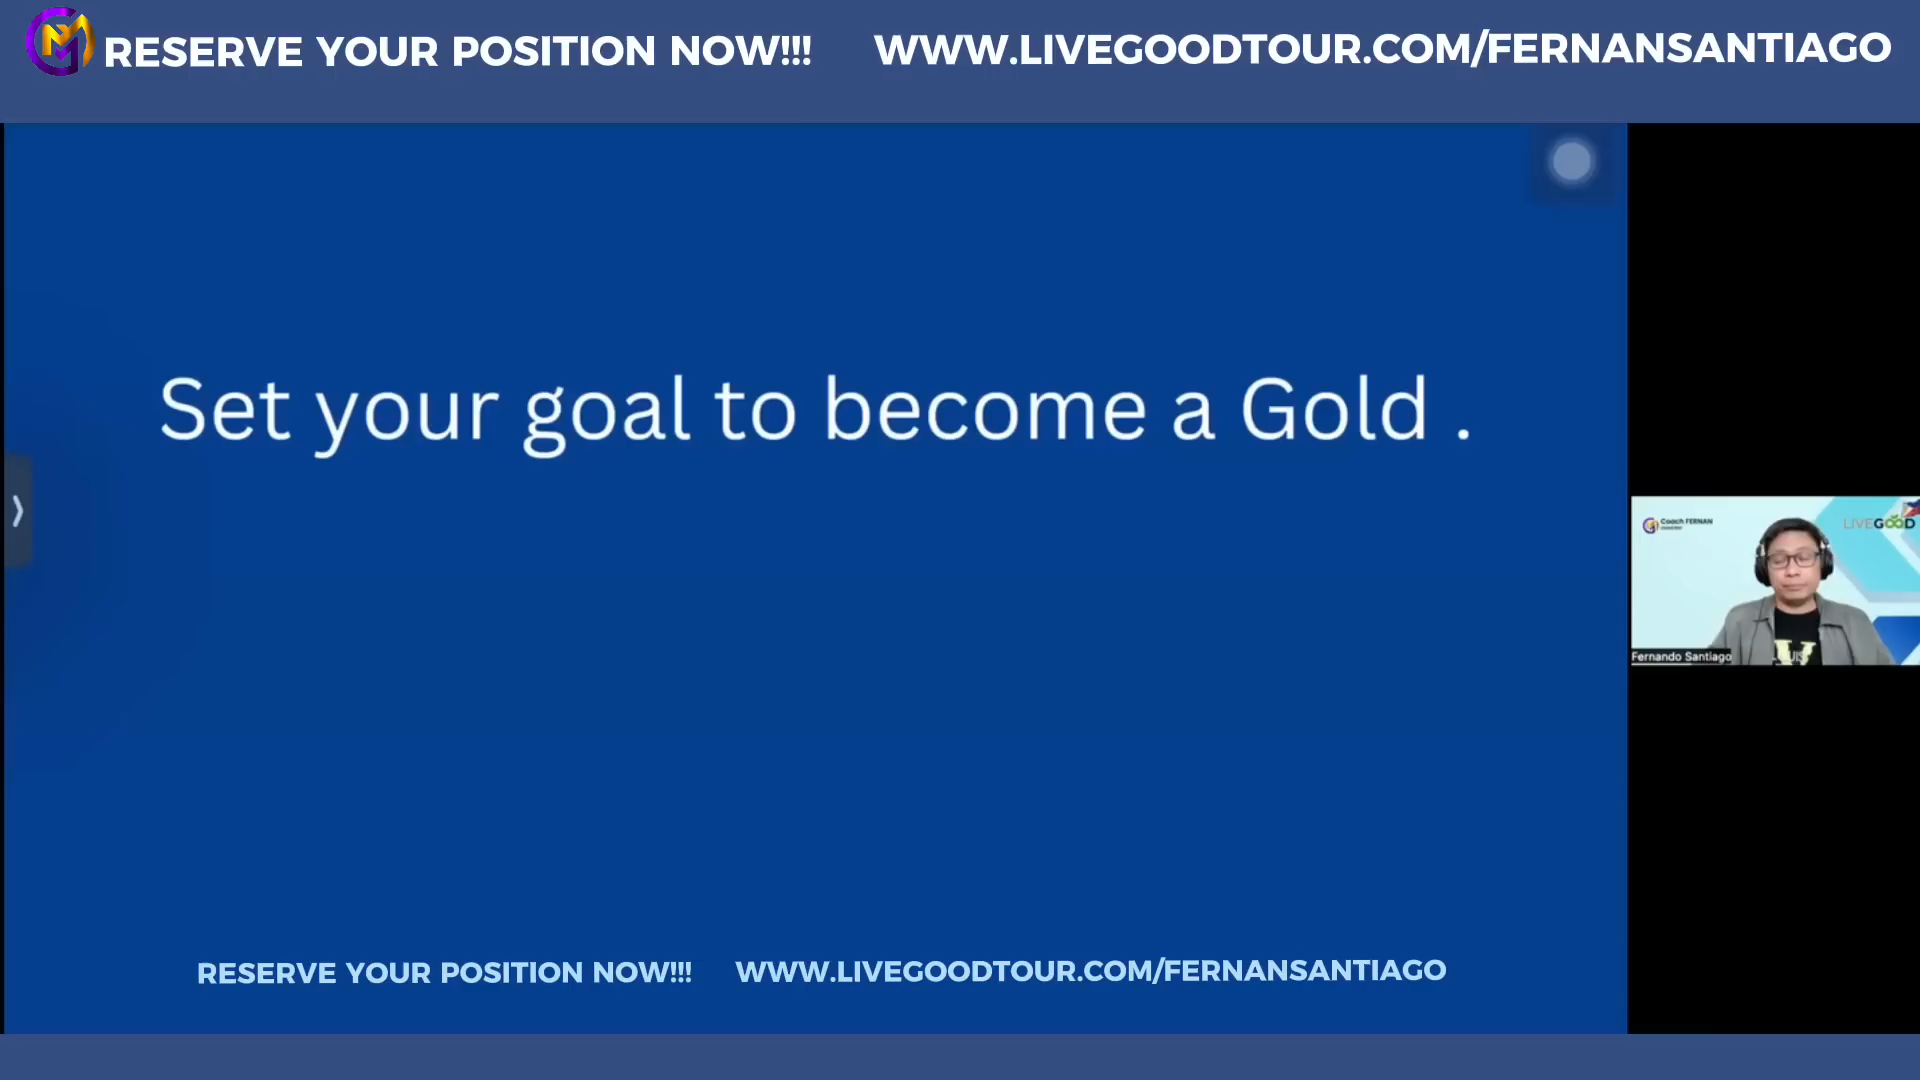 RESERVE YOUR POSITION NOW!!! WWW.LIVEGOODTOUR.COM/FERNANSANTIAGO
Set your goal to become a Gold .
Coach FERNAN
LIVEGOOD
Fernando Santiago
RESERVE YOUR POSITION NOW!!! WWW.LIVEGOODTOUR.COM/FERNANSANTIAGO